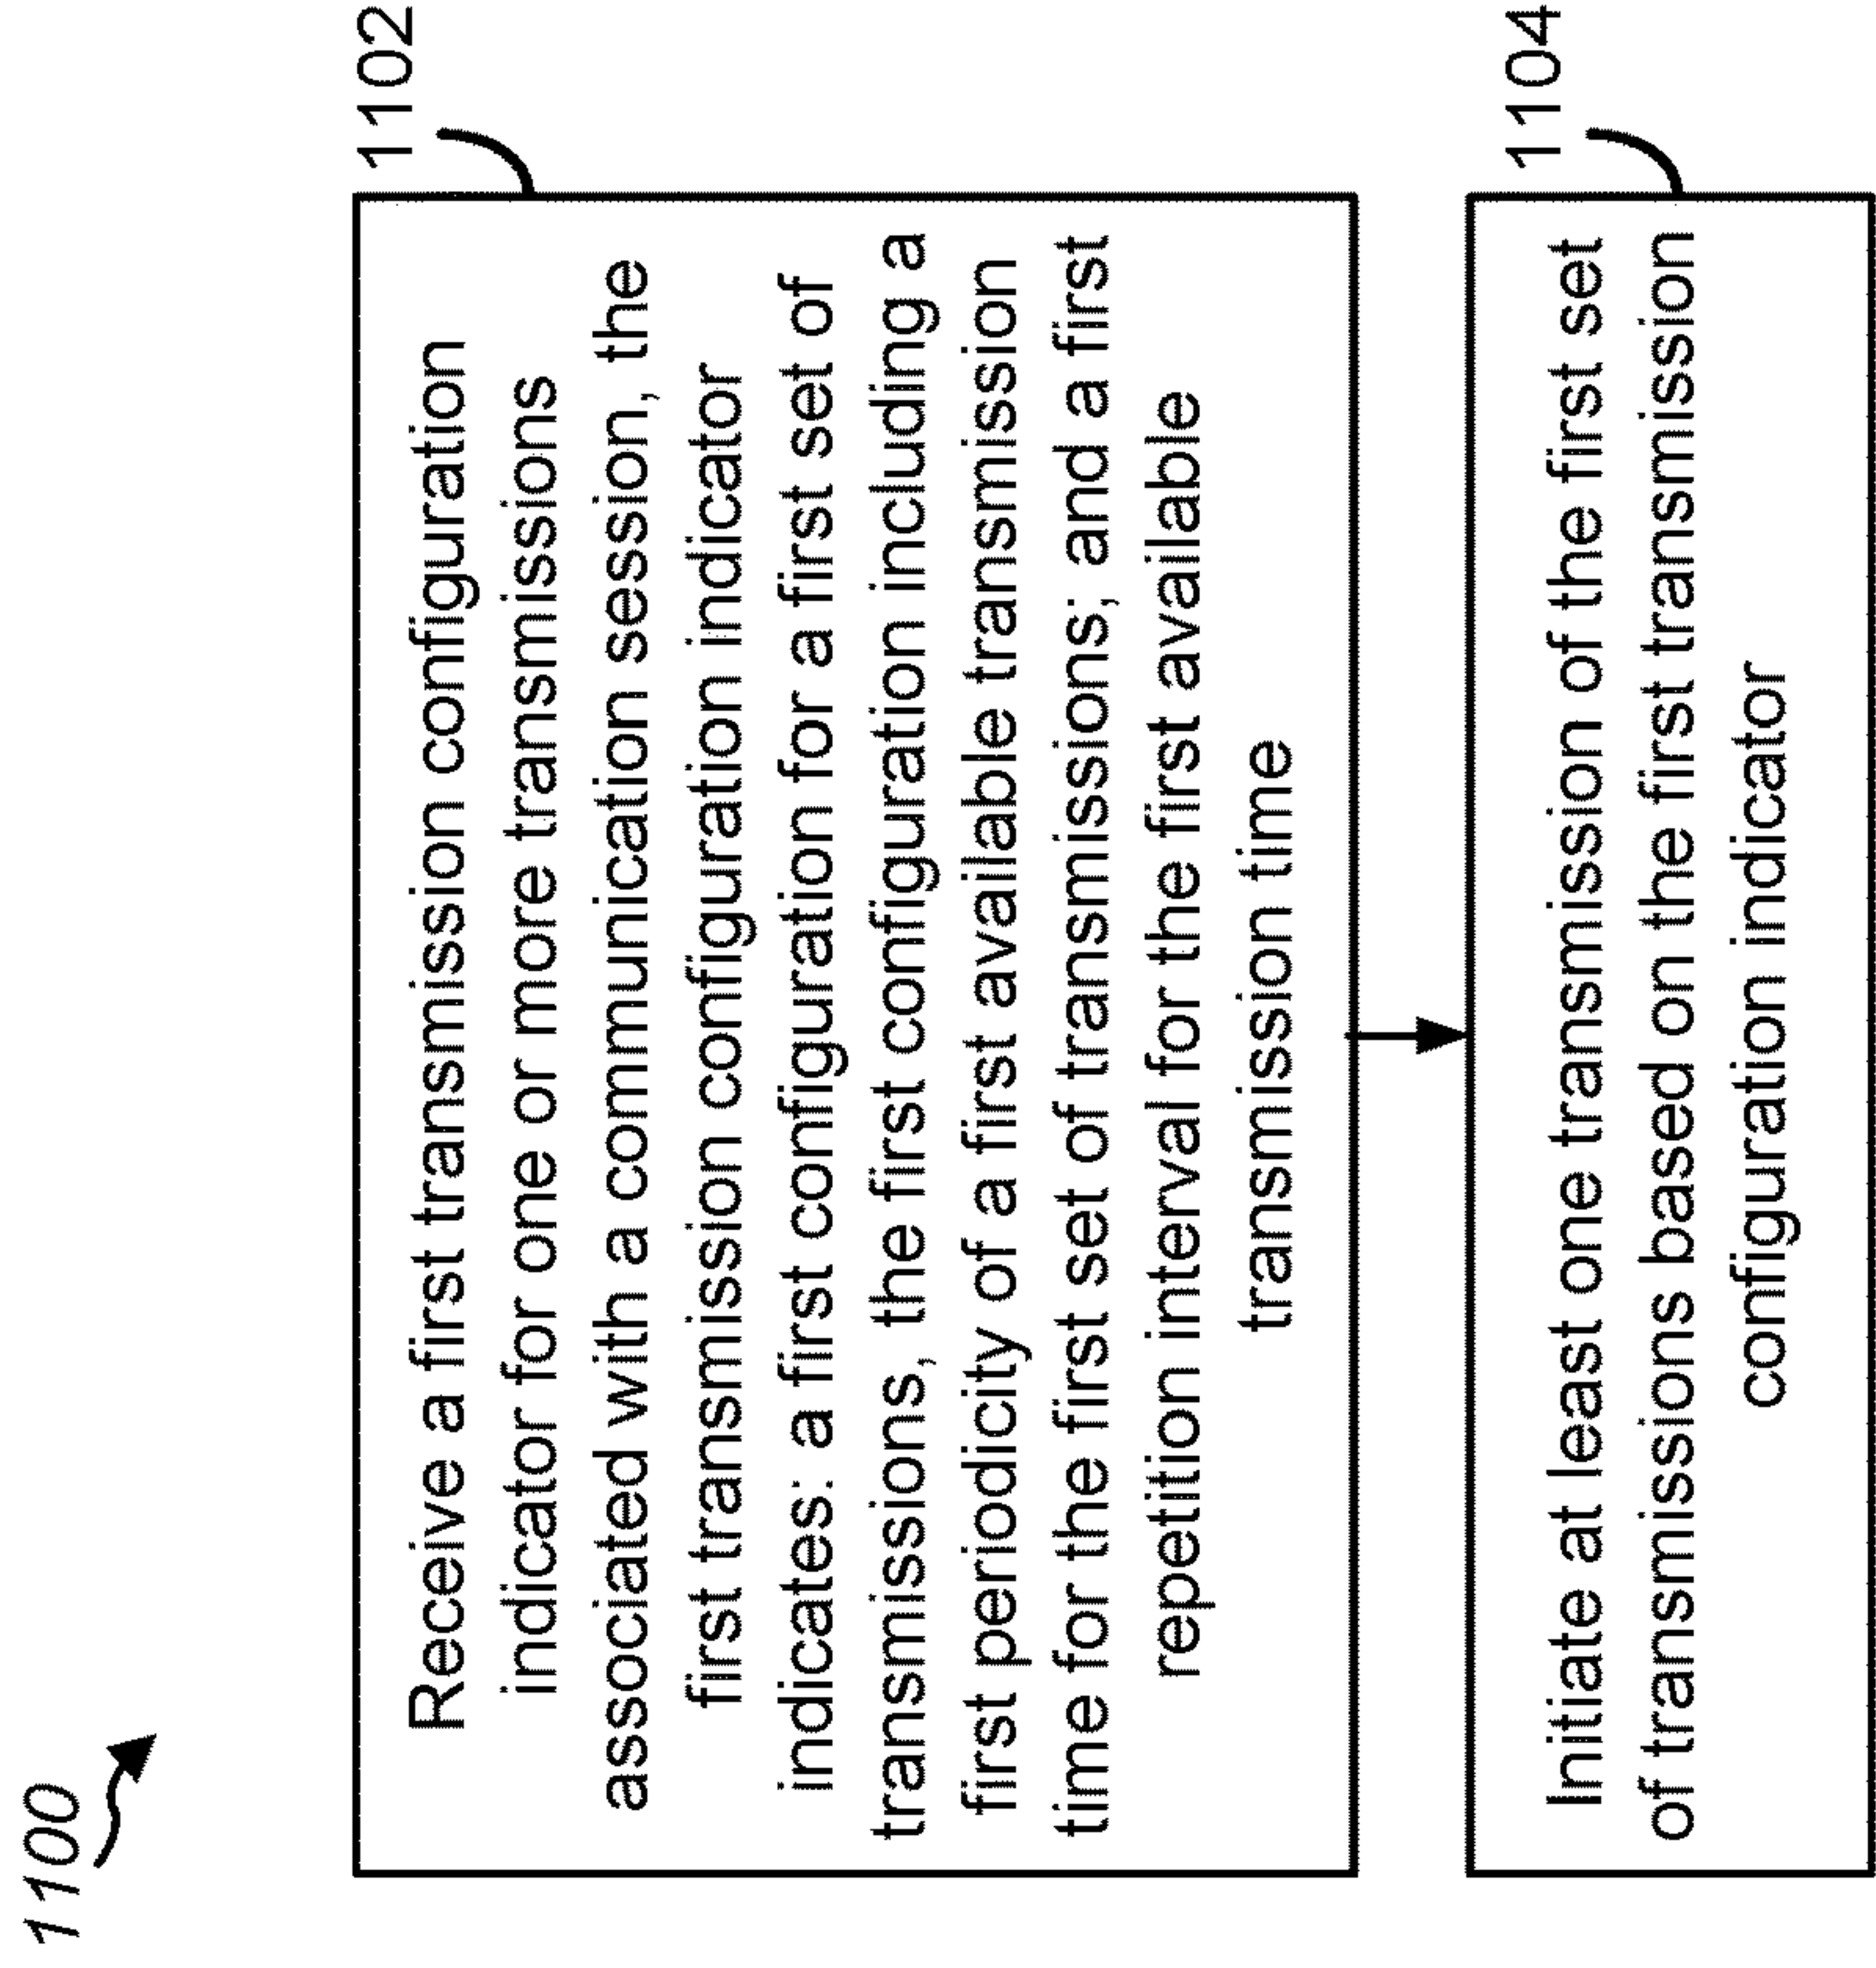 1100
1102
Receive a first transmission configuration
indicator for one or more transmissions
associated with a communication session, the
first transmission configuration indicator
indicates: a first configuration for a first set of
transmissions, the first configuration including a
first periodicity of a first available transmission
time for the first set of transmissions; and a first
repetition interval for the first available
transmission time
1104
Initiate at least one transmission of the first set
of transmissions based on the first transmission
configuration indicator